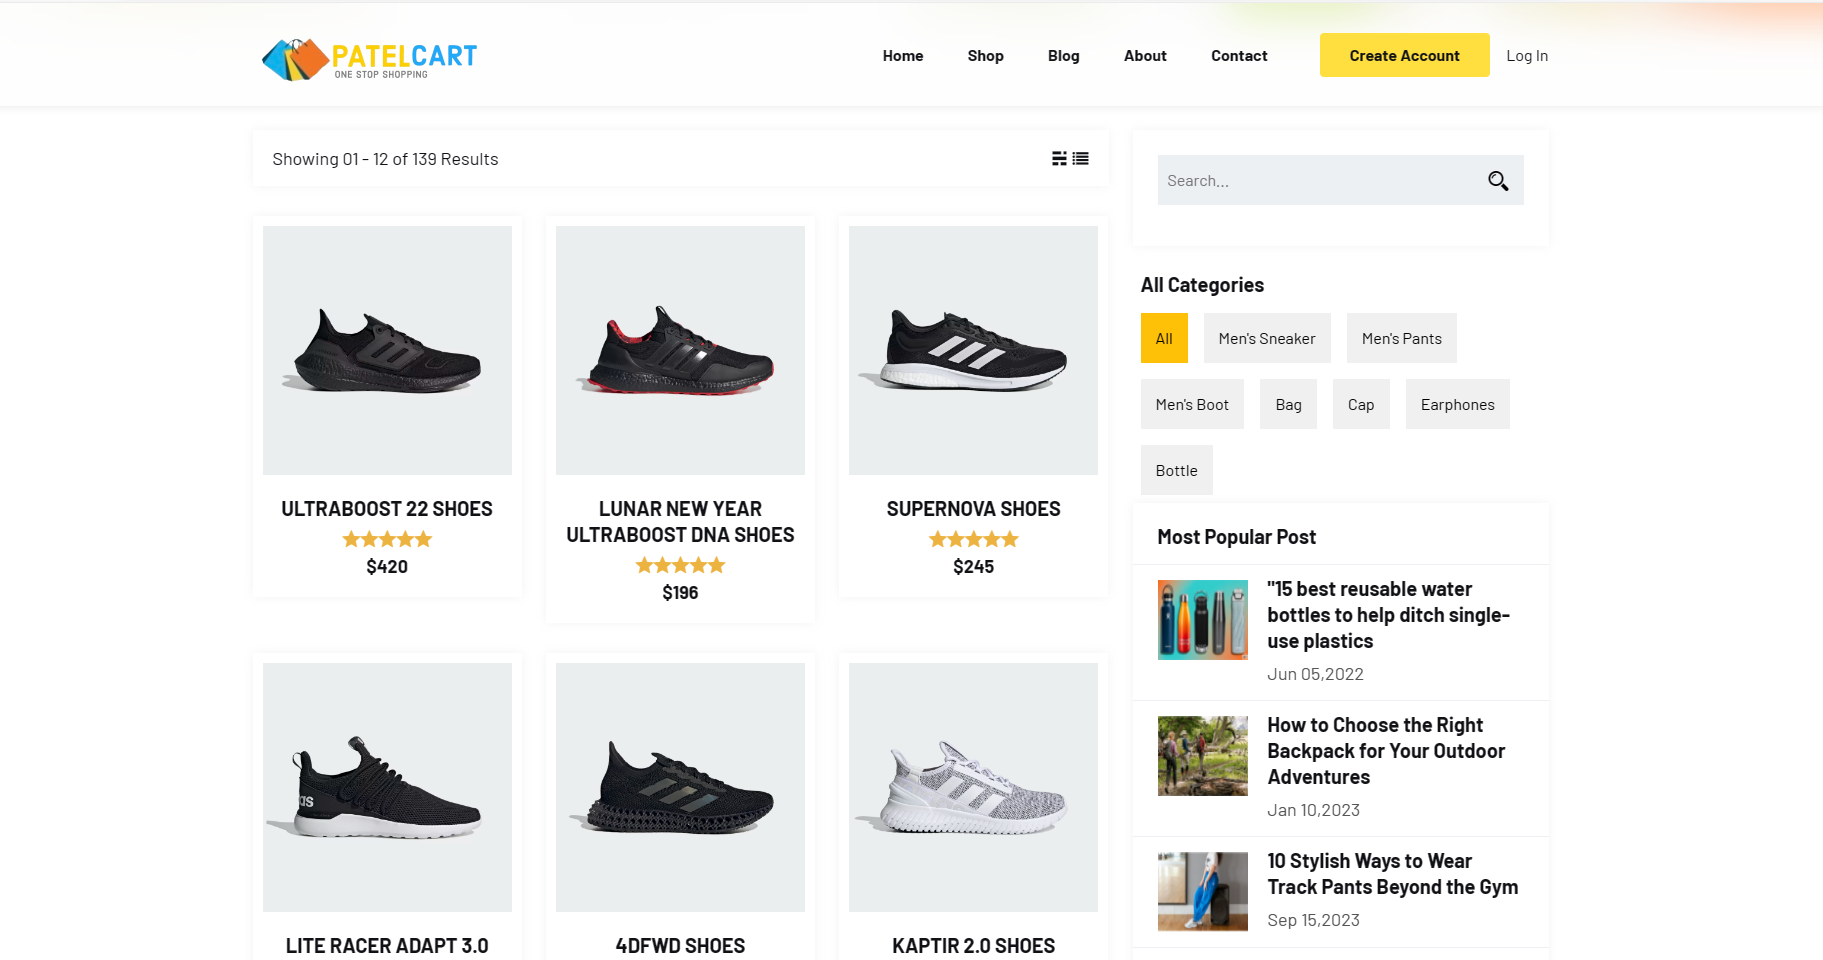 PATELCART
ONE STOP SHOPPING
Home
Shop
Blog
About
Contact
Create Account
Log In
Showing 01 - 12 of 139 Results
Search...
ULTRABOOST 22 SHOES
$420
LUNAR NEW YEAR
ULTRABOOST DNA SHOES
$196
SUPERNOVA SHOES
$245
LITE RACER ADAPT 3.0
4DFWD SHOES
KAPTIR 2.0 SHOES
All Categories
All
Men's Sneaker
Men's Pants
Men's Boot
Bag
Cap
Earphones
Bottle
Most Popular Post
"15 best reusable water
bottles to help ditch single-
use plastics
Jun 05,2022
How to Choose the Right
Backpack for Your Outdoor
Adventures
Jan 10,2023
10 Stylish Ways to Wear
Track Pants Beyond the Gym
Sep 15,2023